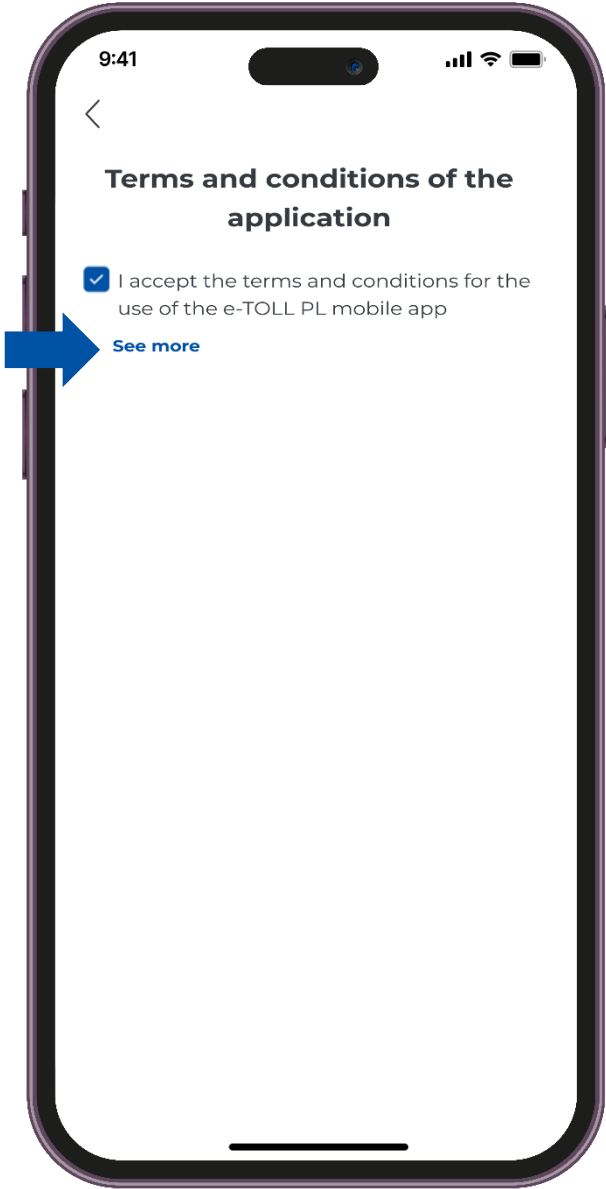 9:41
Terms and conditions of the
application
I accept the terms and conditions for the
use of the e-TOLL PL mobile app
See more